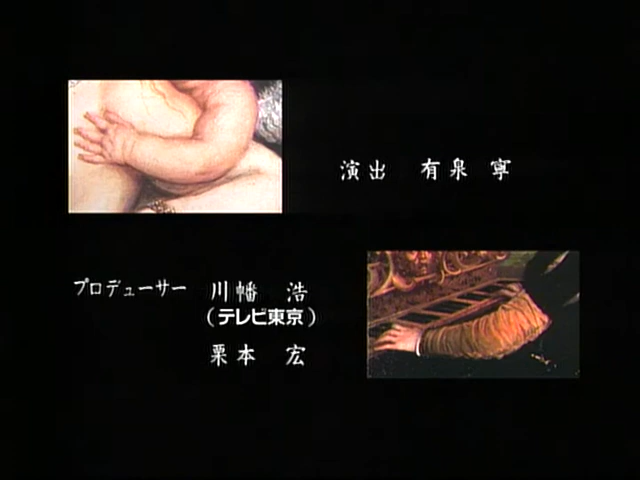 演出 有泉 寧
プロデューサー 川幡 浩
(テレビ東京)
栗本 宏